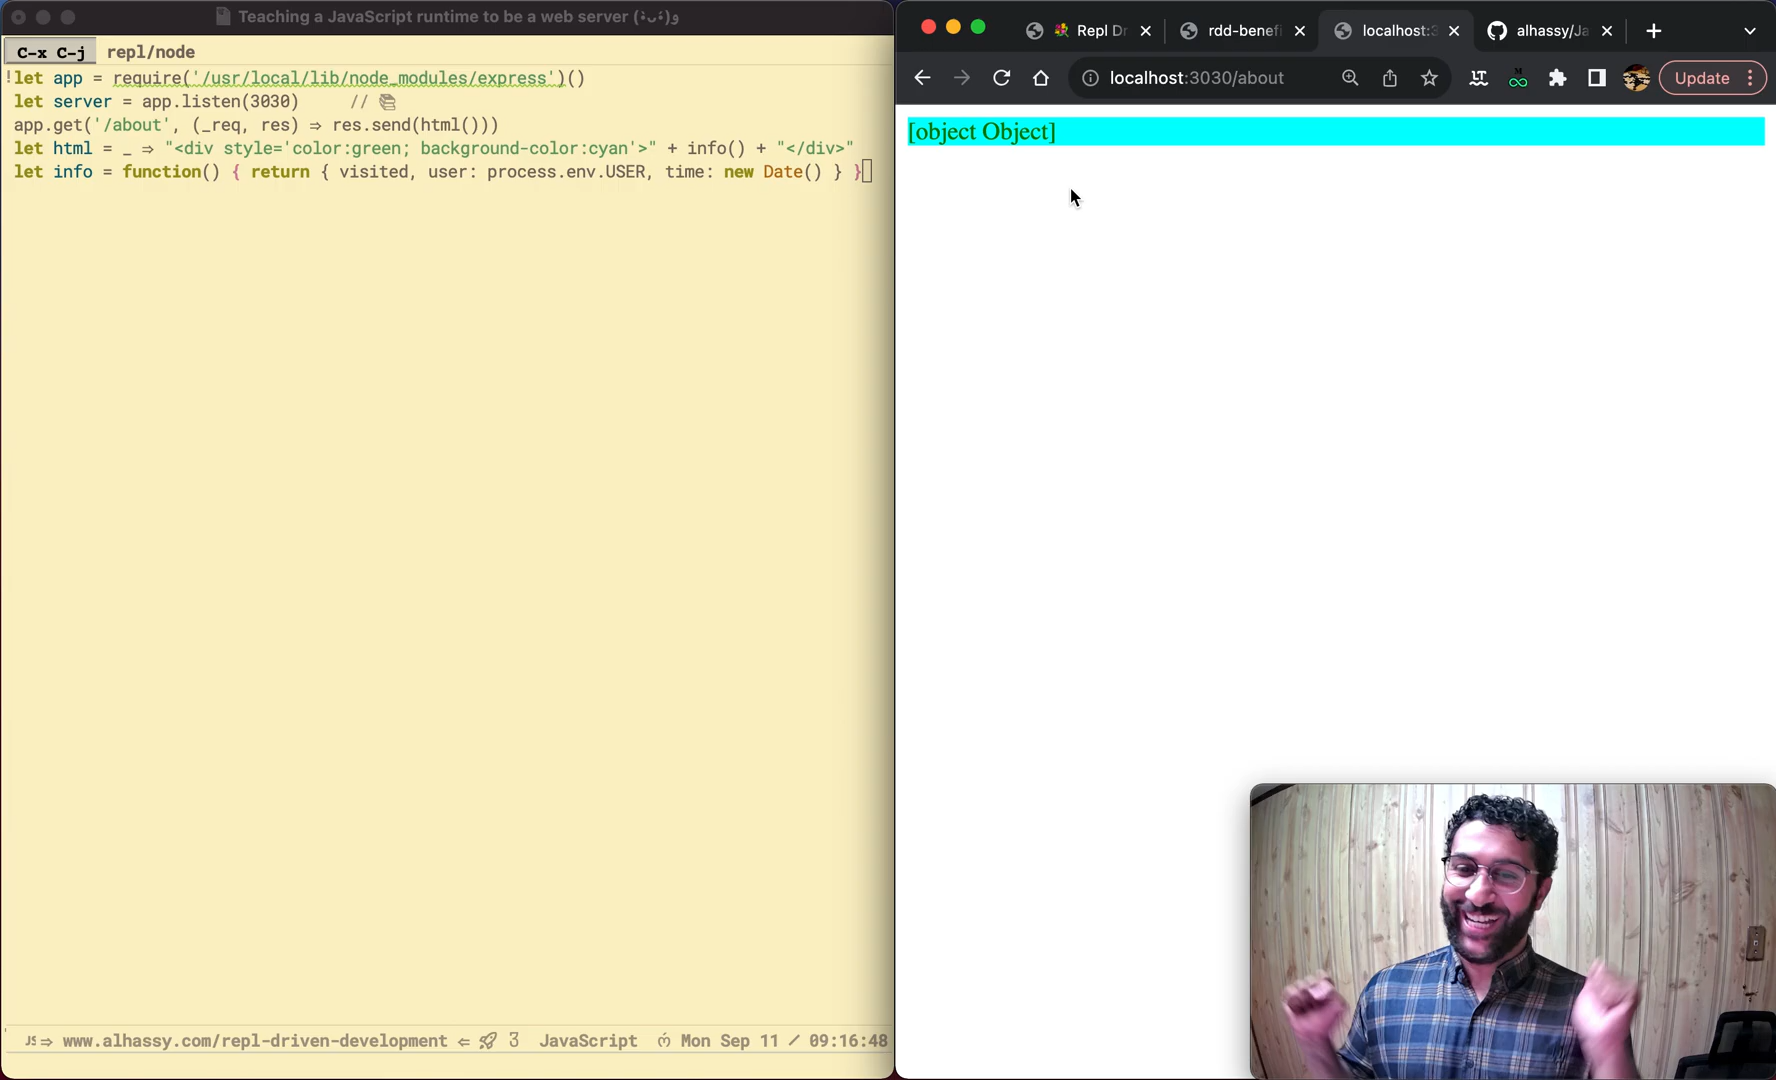 Teaching a JavaScript runtime to be a web server (•̀ᴗ•́)و
C-x C-j repl/node
!let app = require('/usr/local/lib/node_modules/express')()
let server = app.listen(3030) // 📚
app.get('/about', (_req, res) ⇒ res.send(html()))
let html = _ ⇒ "<div style='color:green; background-color:cyan'>" + info() + "</div>"
let info = function() { return { visited, user: process.env.USER, time: new Date() } }
JS⇒ www.alhassy.com/repl-driven-development ⇐ 🚀 3 JavaScript ⏰ Mon Sep 11 / 09:16:48
Repl Dr
rdd-benefi
localhost:3
alhassy/Ja
localhost:3030/about
Update
[object Object]